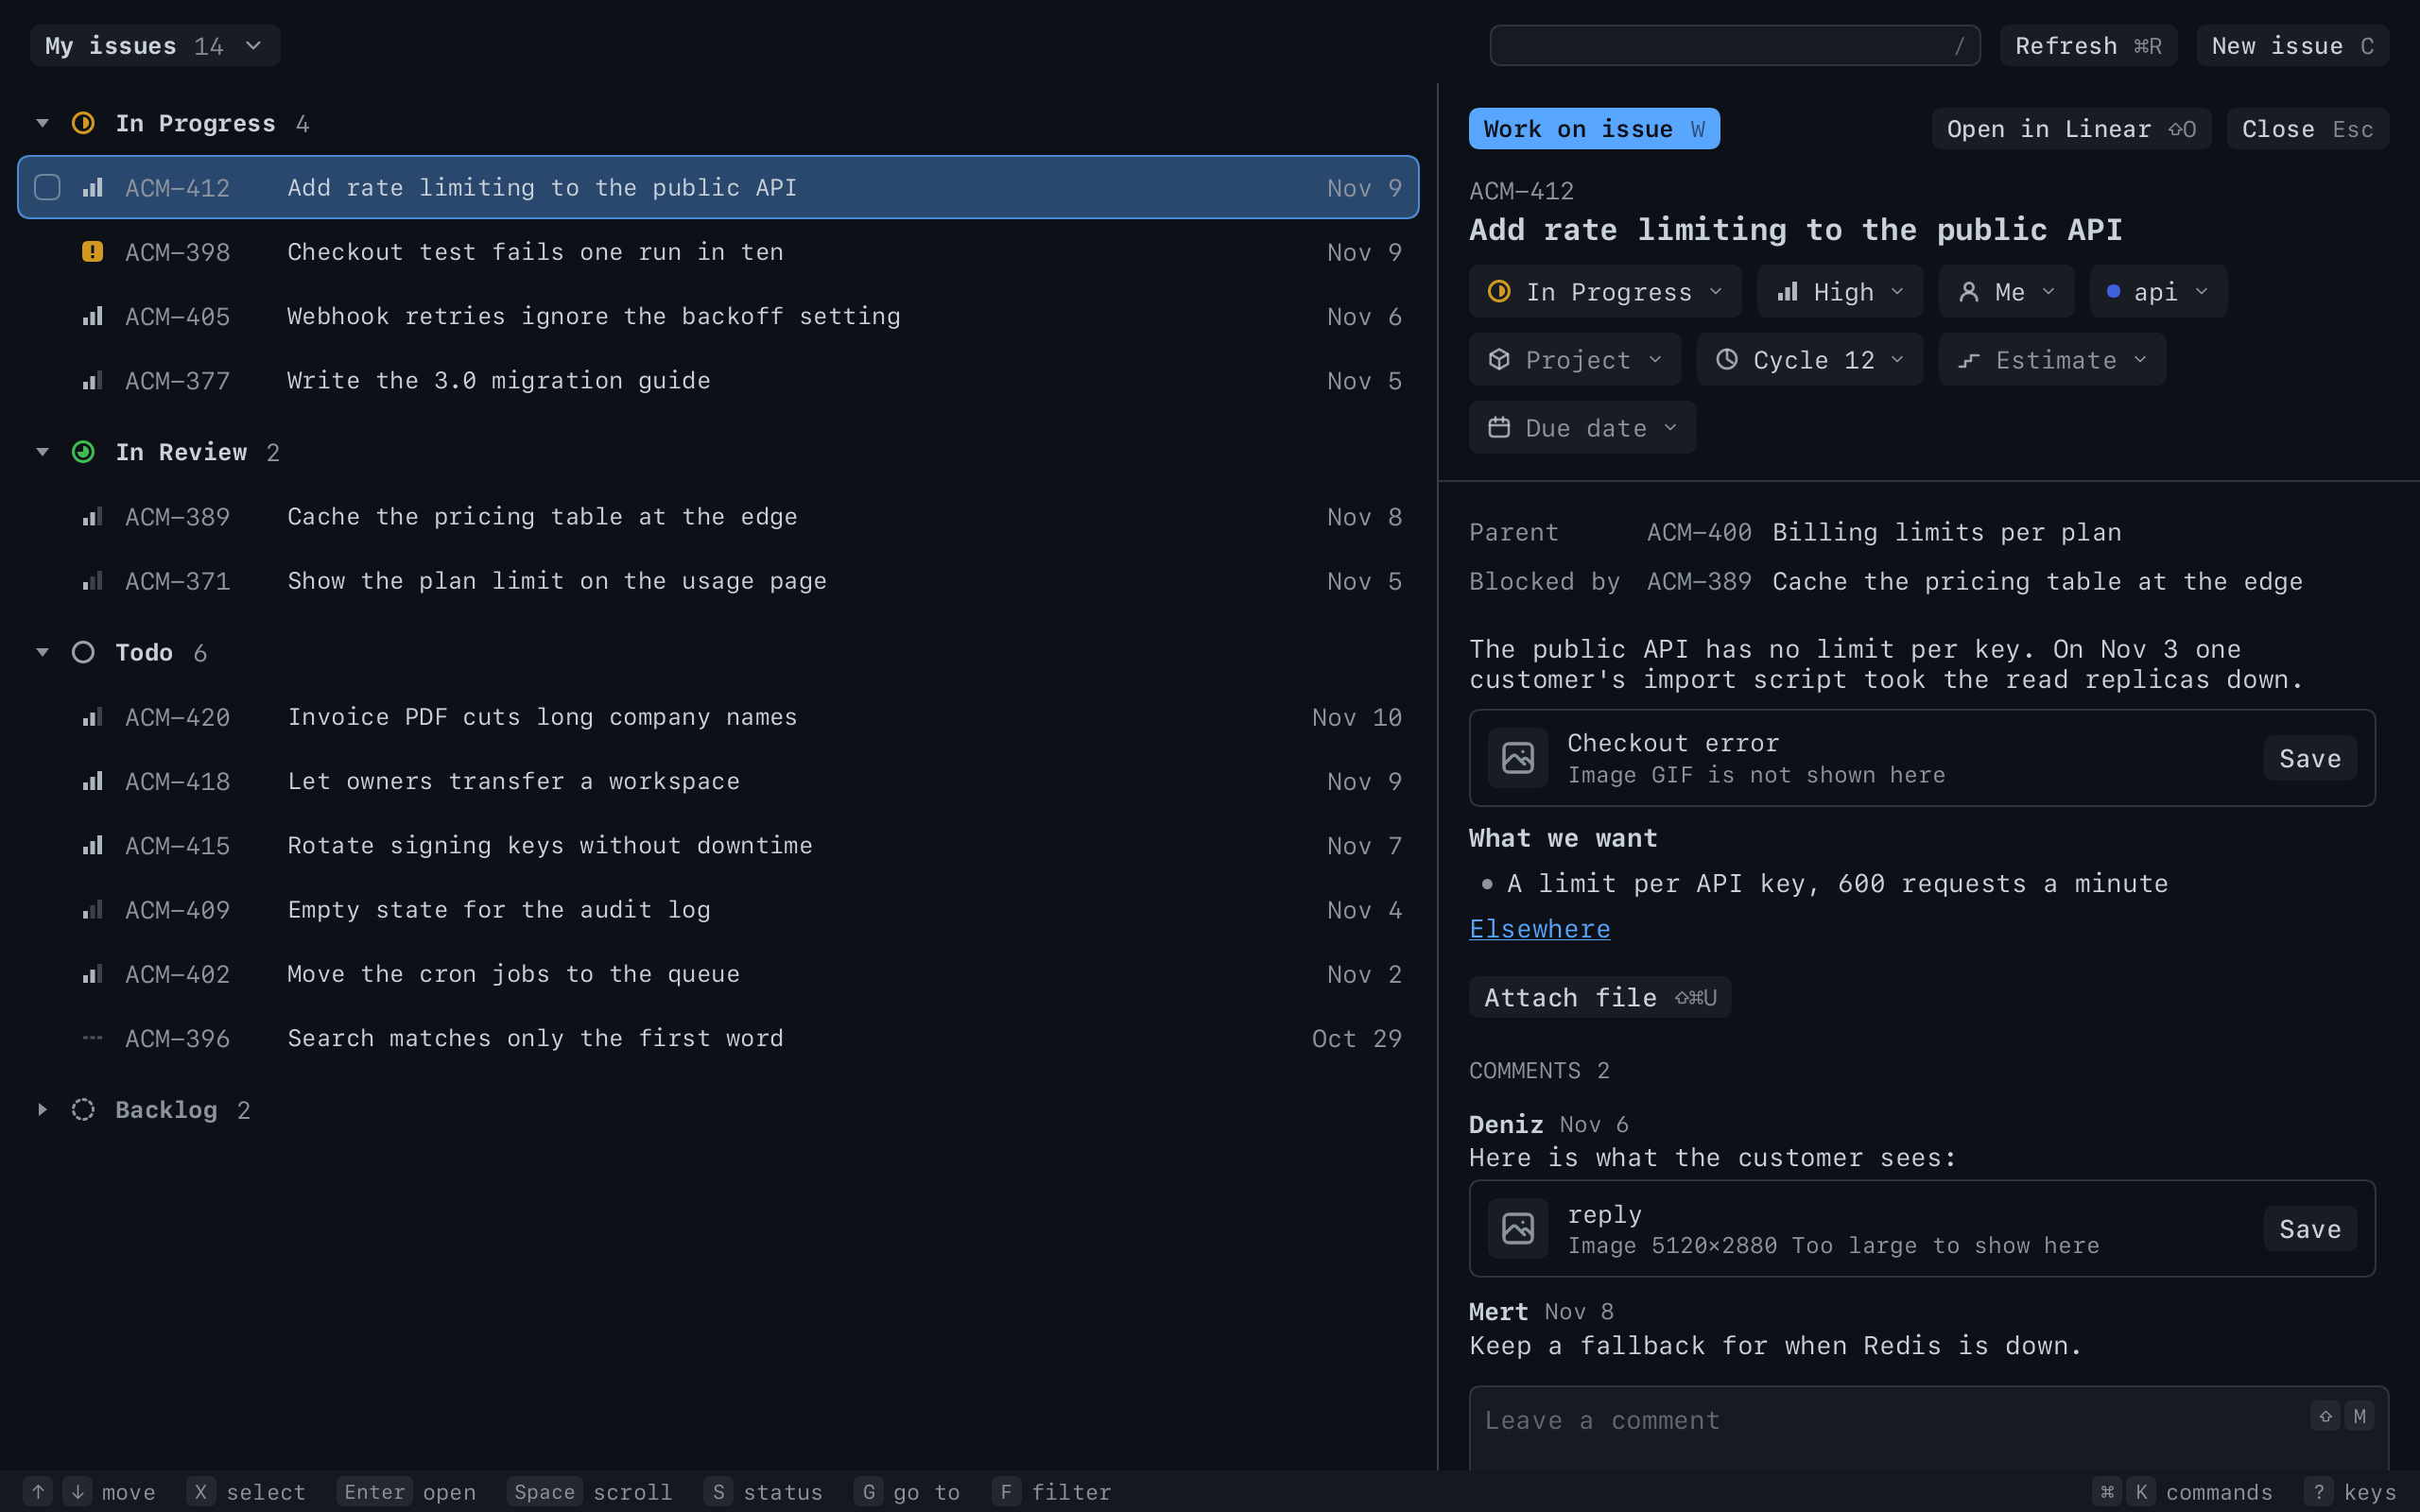 My issues 14
/
Refresh ⌘R
New issue C
In Progress 4
ACM-412 Add rate limiting to the public API Nov 9
ACM-398 Checkout test fails one run in ten Nov 9
ACM-405 Webhook retries ignore the backoff setting Nov 6
ACM-377 Write the 3.0 migration guide Nov 5
In Review 2
ACM-389 Cache the pricing table at the edge Nov 8
ACM-371 Show the plan limit on the usage page Nov 5
Todo 6
ACM-420 Invoice PDF cuts long company names Nov 10
ACM-418 Let owners transfer a workspace Nov 9
ACM-415 Rotate signing keys without downtime Nov 7
ACM-409 Empty state for the audit log Nov 4
ACM-402 Move the cron jobs to the queue Nov 2
ACM-396 Search matches only the first word Oct 29
Backlog 2
Work on issue W
Open in Linear ⇧O
Close Esc
ACM-412
Add rate limiting to the public API
In Progress High Me api
Project Cycle 12 Estimate
Due date
Parent ACM-400 Billing limits per plan
Blocked by ACM-389 Cache the pricing table at the edge
The public API has no limit per key. On Nov 3 one
customer's import script took the read replicas down.
Checkout error
Image GIF is not shown here
Save
What we want
• A limit per API key, 600 requests a minute
Elsewhere
Attach file ⇧⌘U
COMMENTS 2
Deniz Nov 6
Here is what the customer sees:
reply
Image 5120×2880 Too large to show here
Save
Mert Nov 8
Keep a fallback for when Redis is down.
Leave a comment ⇧ M
↑ ↓ move X select Enter open Space scroll S status G go to F filter ⌘ K commands ? keys